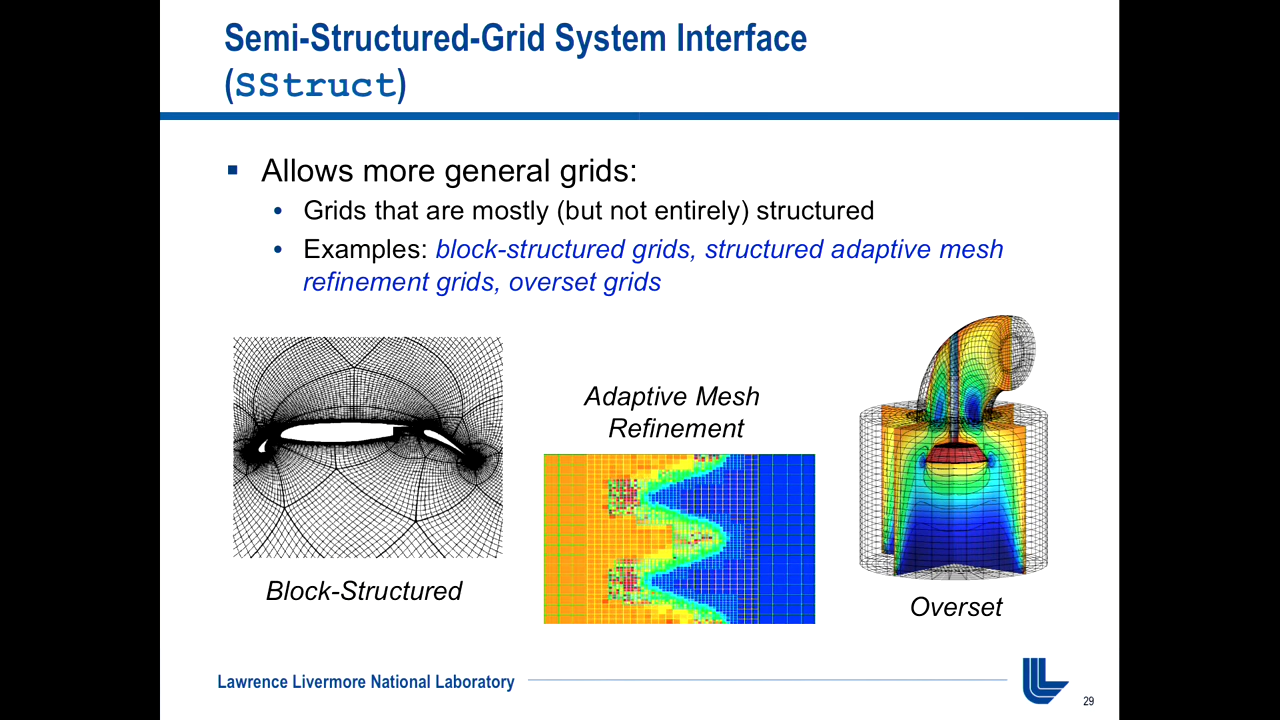 Semi-Structured-Grid System Interface
(SStruct)
▪ Allows more general grids:
• Grids that are mostly (but not entirely) structured
• Examples: block-structured grids, structured adaptive mesh
refinement grids, overset grids
Adaptive Mesh
Refinement
Block-Structured
Overset
Lawrence Livermore National Laboratory
29